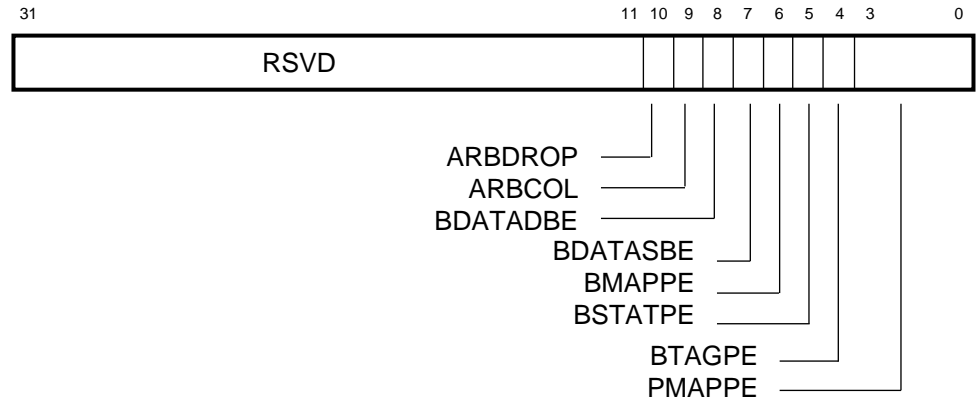 31 11 10 9 8 7 6 5 4 3 0
RSVD
ARBDROP
ARBCOL
BDATADBE
BDATASBE
BMAPPE
BSTATPE
BTAGPE
PMAPPE